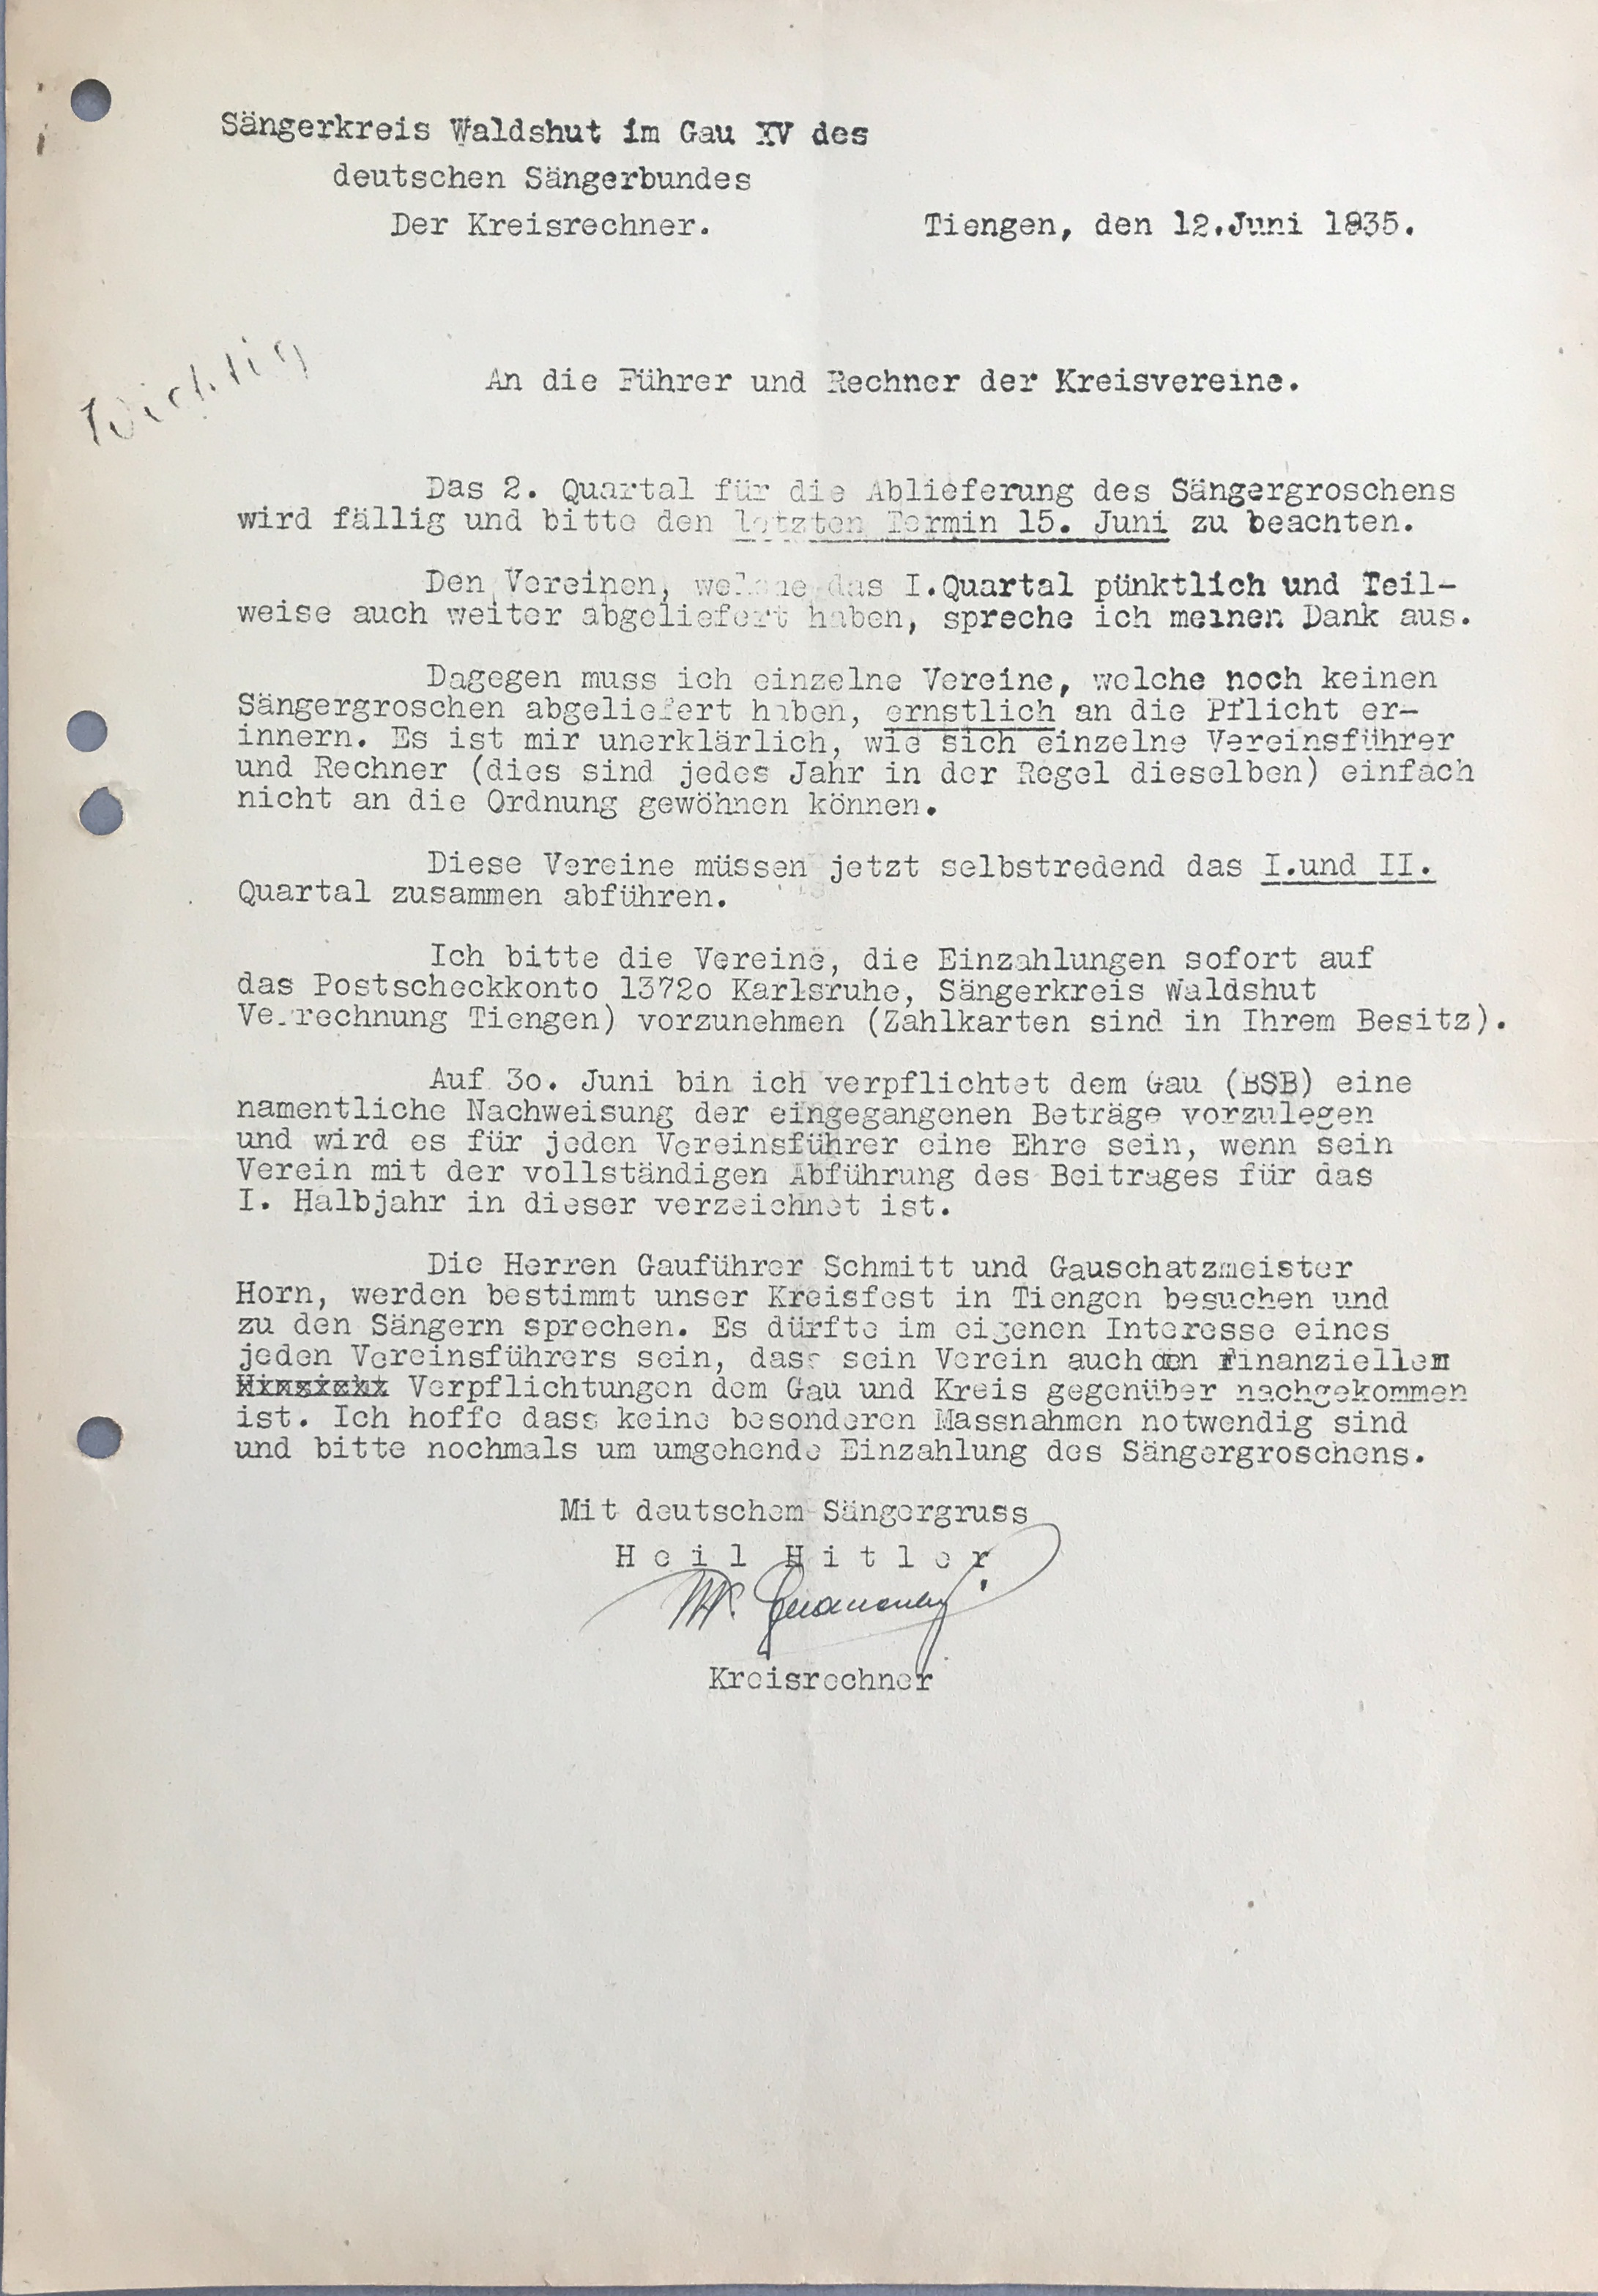 Sängerkreis Waldshut im Gau XV des
deutschen Sängerbundes
Der Kreisrechner.
Tiengen, den 12.Juni 1935.
Wichtig
An die Führer und Rechner der Kreisvereine.
Das 2. Quartal für die Ablieferung des Sängergroschens
wird fällig und bitte den letzten Termin 15. Juni zu beachten.
Den Vereinen, welche das I.Quartal pünktlich und Teil-
weise auch weiter abgeliefert haben, spreche ich meinen Dank aus.
Dagegen muss ich einzelne Vereine, welche noch keinen
Sängergroschen abgeliefert haben, ernstlich an die Pflicht er-
innern. Es ist mir unerklärlich, wie sich einzelne Vereinsführer
und Rechner (dies sind jedes Jahr in der Regel dieselben) einfach
nicht an die Ordnung gewöhnen können.
Diese Vereine müssen jetzt selbstredend das I.und II.
Quartal zusammen abführen.
Ich bitte die Vereine, die Einzahlungen sofort auf
das Postscheckkonto 1372o Karlsruhe, Sängerkreis Waldshut
Verrechnung Tiengen) vorzunehmen (Zahlkarten sind in Ihrem Besitz).
Auf 3o. Juni bin ich verpflichtet dem Gau (BSB) eine
namentliche Nachweisung der eingegangenen Beträge vorzulegen
und wird es für jeden Vereinsführer eine Ehre sein, wenn sein
Verein mit der vollständigen Abführung des Beitrages für das
I. Halbjahr in dieser verzeichnet ist.
Die Herren Gauführer Schmitt und Gauschatzmeister
Horn, werden bestimmt unser Kreisfest in Tiengen besuchen und
zu den Sängern sprechen. Es dürfte im eigenen Interesse eines
jeden Vereinsführers sein, dass sein Verein auch den finanziellen
Hinsicht Verpflichtungen dem Gau und Kreis gegenüber nachgekommen
ist. Ich hoffe dass keine besonderen Massnahmen notwendig sind
und bitte nochmals um umgehende Einzahlung des Sängergroschens.
Mit deutschem Sängergruss
H e i l H i t l e r
Kreisrechner